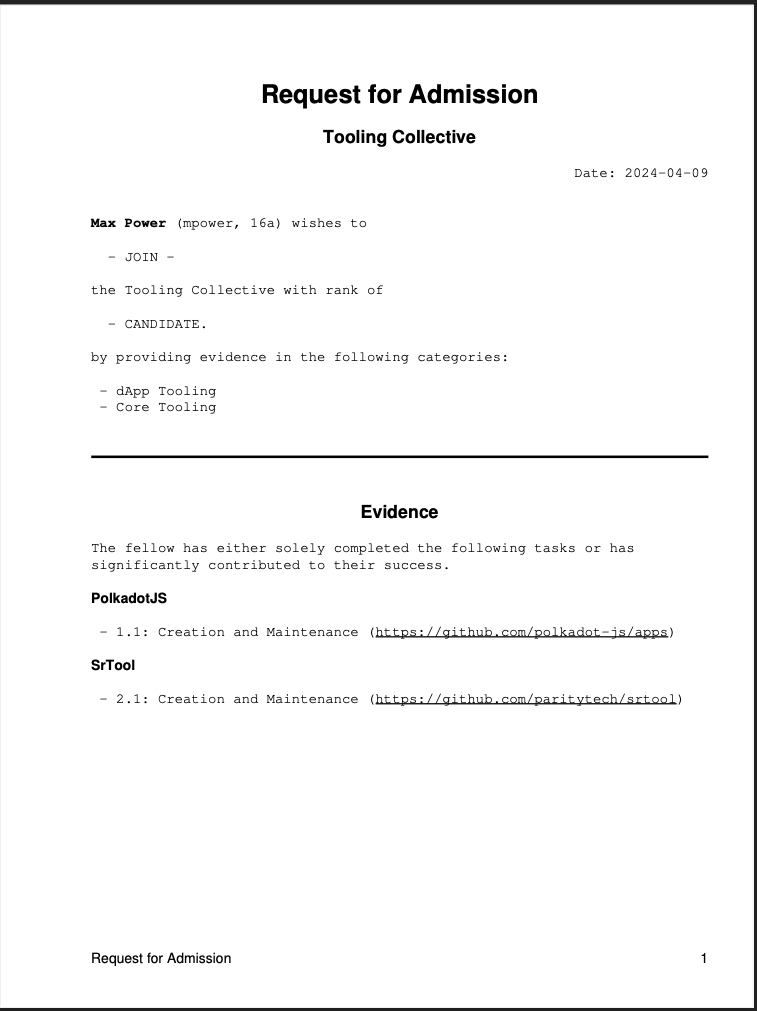 Request for Admission
Tooling Collective
Date: 2024-04-09
Max Power (mpower, 16a) wishes to
- JOIN -
the Tooling Collective with rank of
- CANDIDATE.
by providing evidence in the following categories:
- dApp Tooling
- Core Tooling
Evidence
The fellow has either solely completed the following tasks or has
significantly contributed to their success.
PolkadotJS
- 1.1: Creation and Maintenance (https://github.com/polkadot-js/apps)
SrTool
- 2.1: Creation and Maintenance (https://github.com/paritytech/srtool)
Request for Admission 1